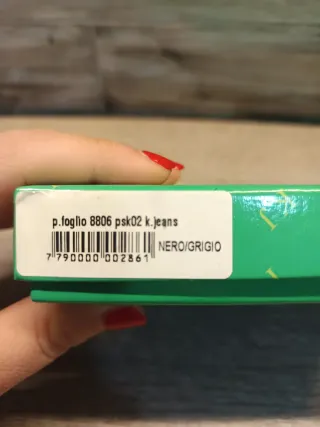 p.foglio 8806 psk02 k.jeans
7 790000 002861 NERO/GRIGIO